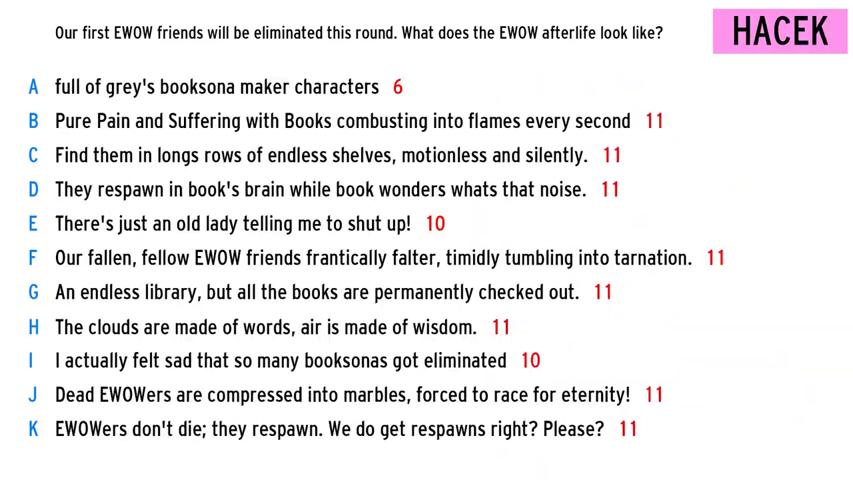 Our first EWOW friends will be eliminated this round. What does the EWOW afterlife look like?
HACEK
A full of grey's booksona maker characters 6
B Pure Pain and Suffering with Books combusting into flames every second 11
C Find them in longs rows of endless shelves, motionless and silently. 11
D They respawn in book's brain while book wonders whats that noise. 11
E There's just an old lady telling me to shut up! 10
F Our fallen, fellow EWOW friends frantically falter, timidly tumbling into tarnation. 11
G An endless library, but all the books are permanently checked out. 11
H The clouds are made of words, air is made of wisdom. 11
I I actually felt sad that so many booksonas got eliminated 10
J Dead EWOWers are compressed into marbles, forced to race for eternity! 11
K EWOWers don't die; they respawn. We do get respawns right? Please? 11